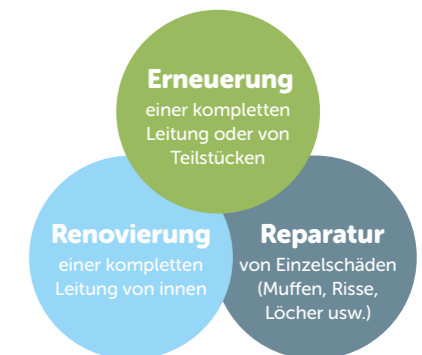 Erneuerung
einer kompletten
Leitung oder von
Teilstücken
Renovierung
einer kompletten
Leitung von innen
Reparatur
von Einzelschäden
(Muffen, Risse,
Löcher usw.)